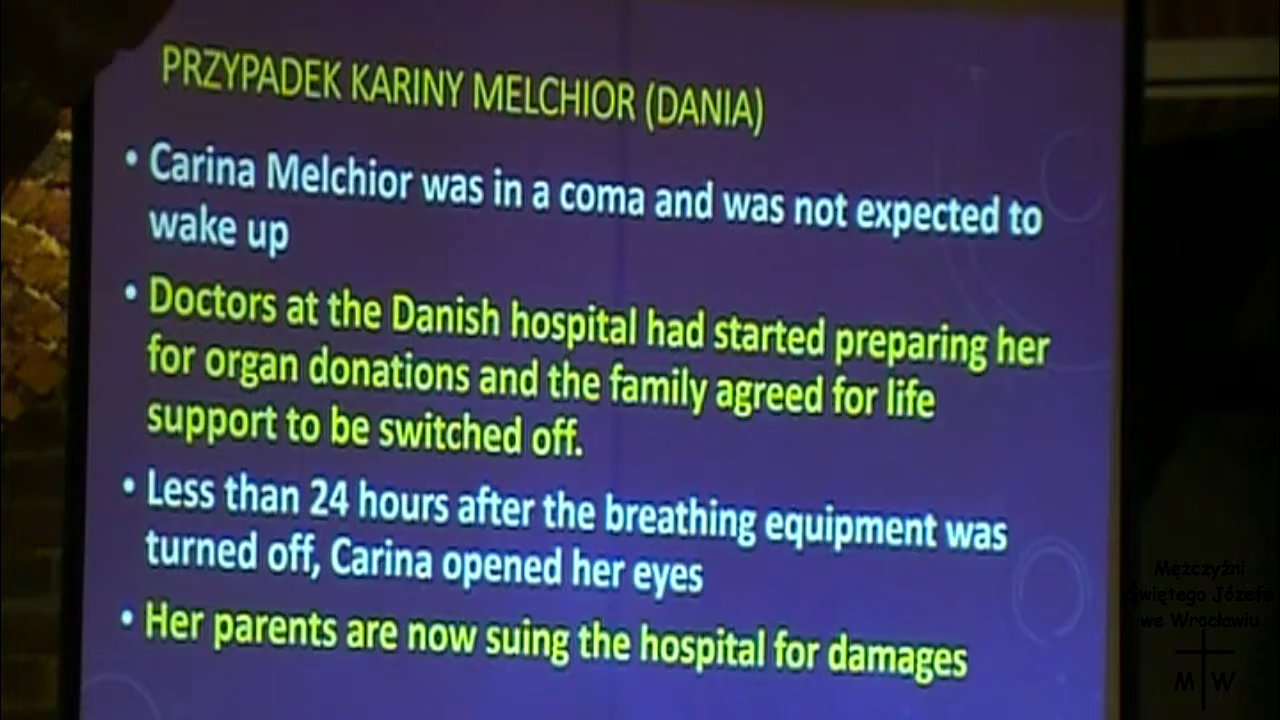 PRZYPADEK KARINY MELCHIOR (DANIA)
• Carina Melchior was in a coma and was not expected to
wake up
• Doctors at the Danish hospital had started preparing her
for organ donations and the family agreed for life
support to be switched off.
• Less than 24 hours after the breathing equipment was
turned off, Carina opened her eyes
• Her parents are now suing the hospital for damages
Mężczyźni
Świętego Józefa
we Wrocławiu
M W